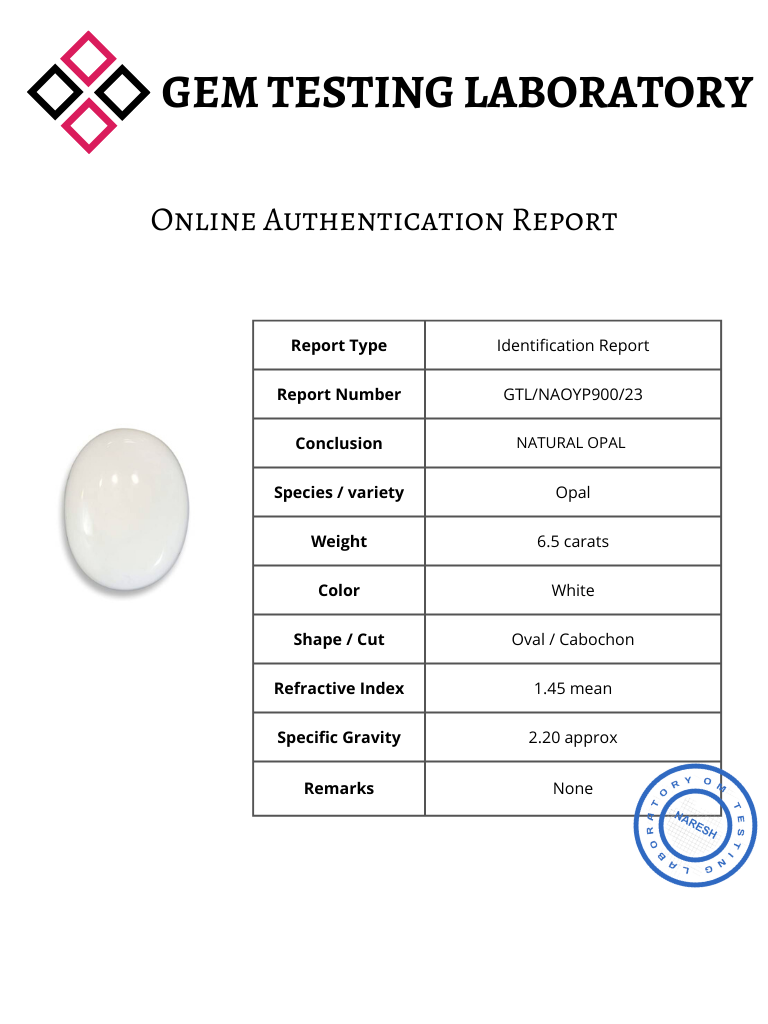 GEM TESTING LABORATORY
Online Authentication Report
Report Type Identification Report
Report Number GTL/NAOYP900/23
Conclusion NATURAL OPAL
Species / variety Opal
Weight 6.5 carats
Color White
Shape / Cut Oval / Cabochon
Refractive Index 1.45 mean
Specific Gravity 2.20 approx
Remarks None
OM TESTING LABORATORY
NARESH